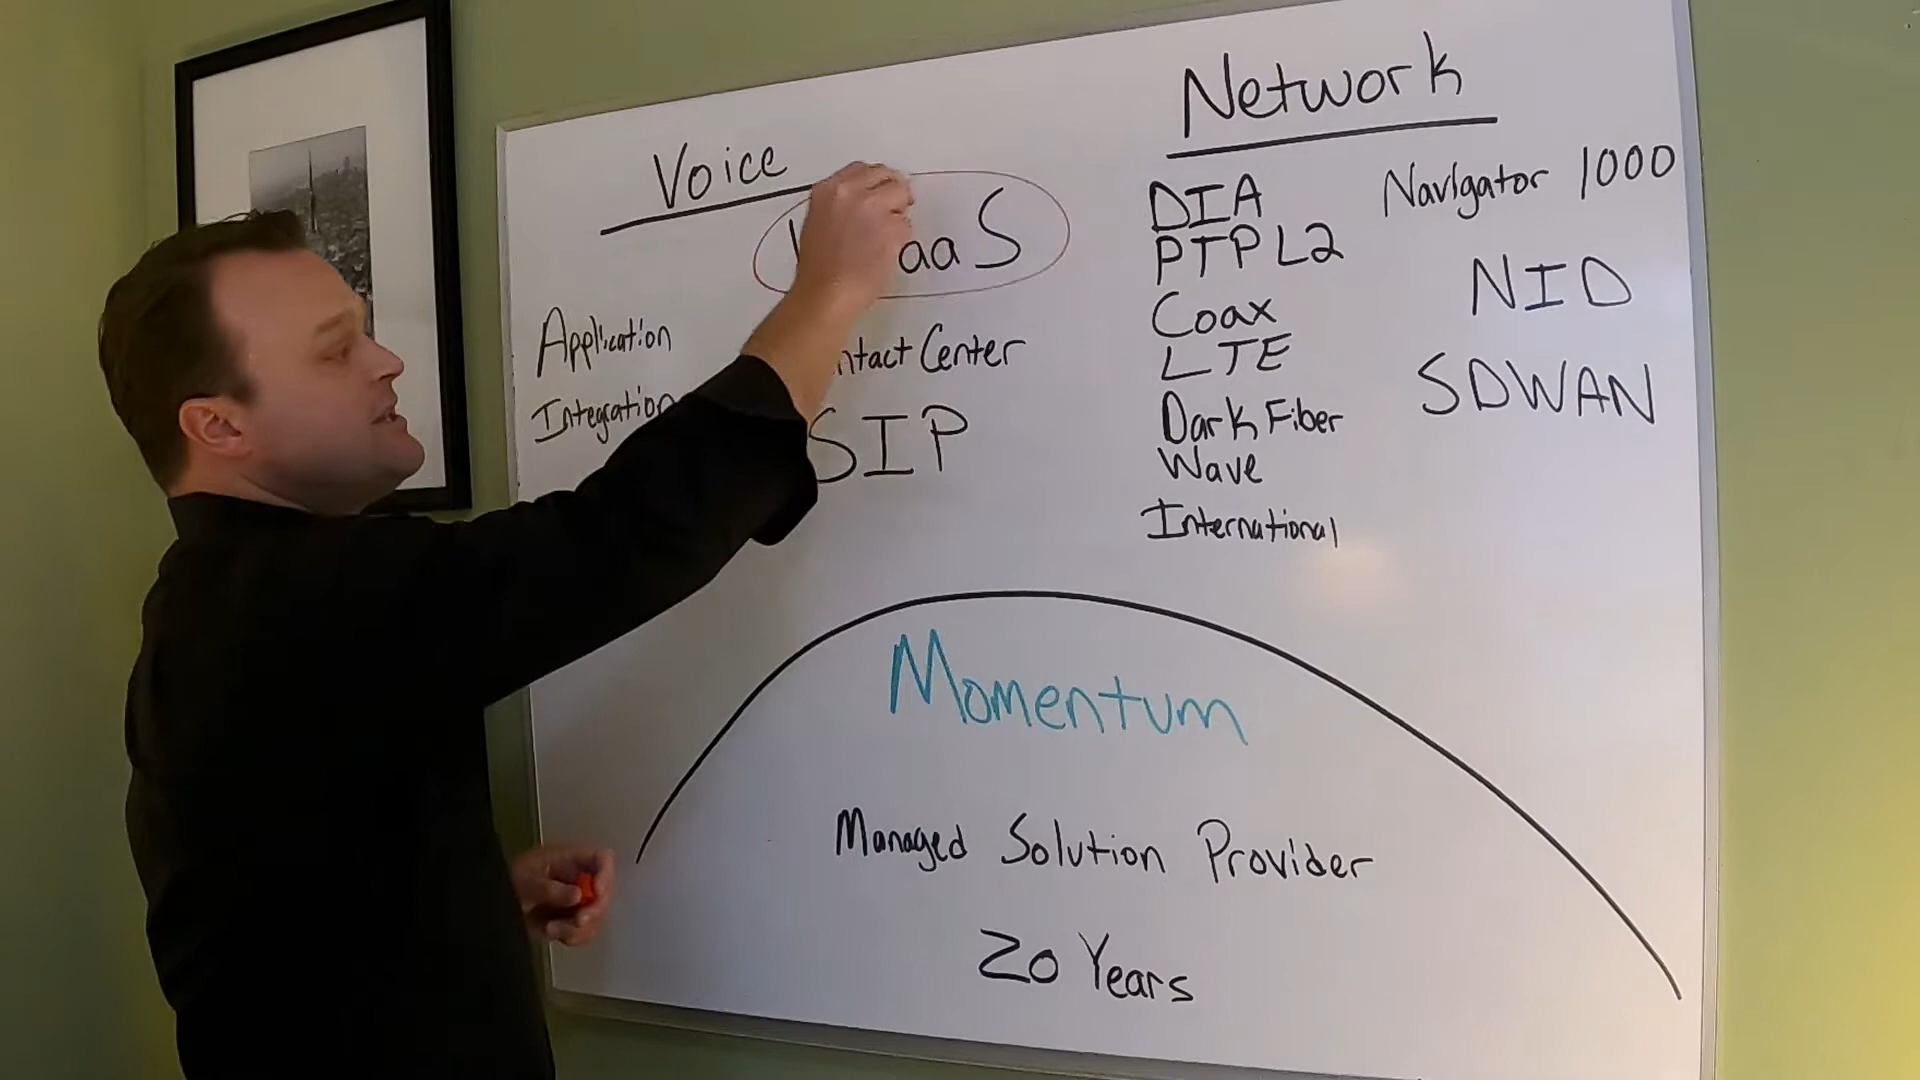 Voice
aaS
Application
Integration
ntact Center
SIP
Network
DIA
PTP L2
Coax
LTE
Dark Fiber
Wave
International
Navigator 1000
NID
SDWAN
Momentum
Managed Solution Provider
20 Years